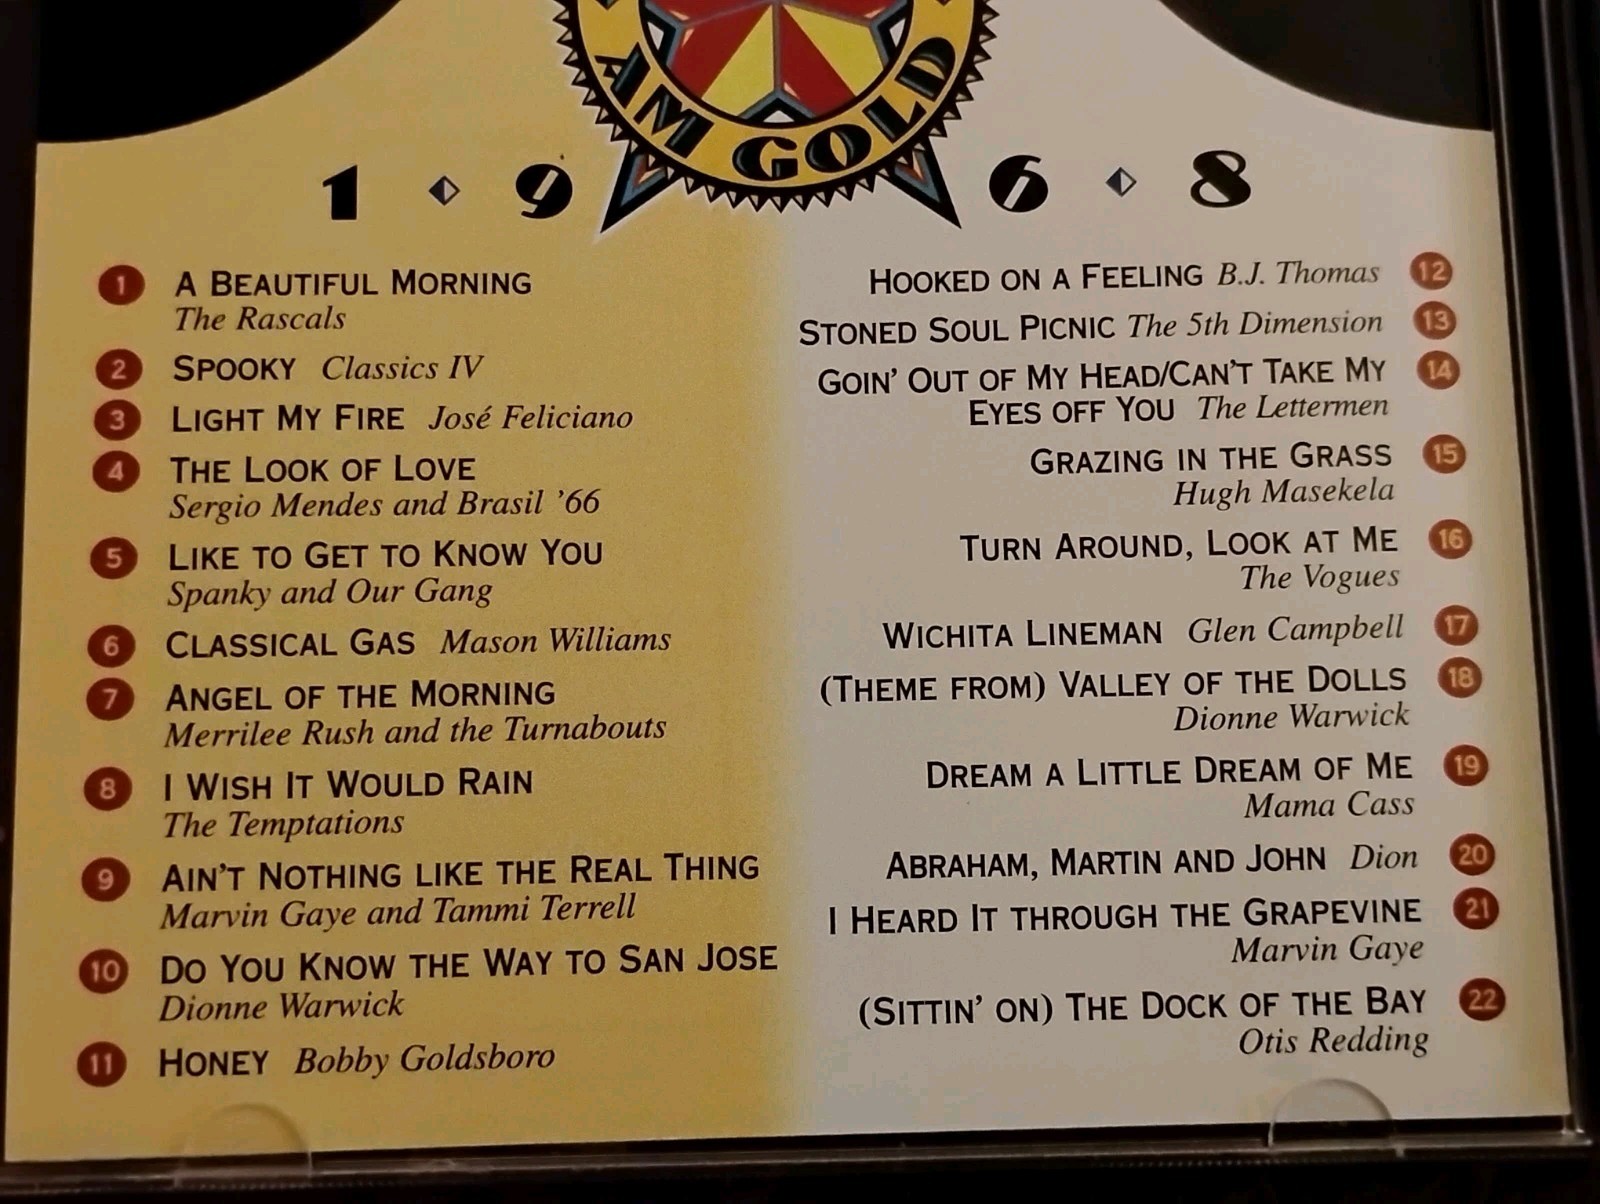 AM GOLD
1968
1 A BEAUTIFUL MORNING
The Rascals
2 SPOOKY Classics IV
3 LIGHT MY FIRE José Feliciano
4 THE LOOK OF LOVE
Sergio Mendes and Brasil ’66
5 LIKE TO GET TO KNOW YOU
Spanky and Our Gang
6 CLASSICAL GAS Mason Williams
7 ANGEL OF THE MORNING
Merrilee Rush and the Turnabouts
8 I WISH IT WOULD RAIN
The Temptations
9 AIN’T NOTHING LIKE THE REAL THING
Marvin Gaye and Tammi Terrell
10 DO YOU KNOW THE WAY TO SAN JOSE
Dionne Warwick
11 HONEY Bobby Goldsboro
HOOKED ON A FEELING B.J. Thomas 12
STONED SOUL PICNIC The 5th Dimension 13
GOIN’ OUT OF MY HEAD/CAN’T TAKE MY 14
EYES OFF YOU The Lettermen
GRAZING IN THE GRASS 15
Hugh Masekela
TURN AROUND, LOOK AT ME 16
The Vogues
WICHITA LINEMAN Glen Campbell 17
(THEME FROM) VALLEY OF THE DOLLS 18
Dionne Warwick
DREAM A LITTLE DREAM OF ME 19
Mama Cass
ABRAHAM, MARTIN AND JOHN Dion 20
I HEARD IT THROUGH THE GRAPEVINE 21
Marvin Gaye
(SITTIN’ ON) THE DOCK OF THE BAY 22
Otis Redding